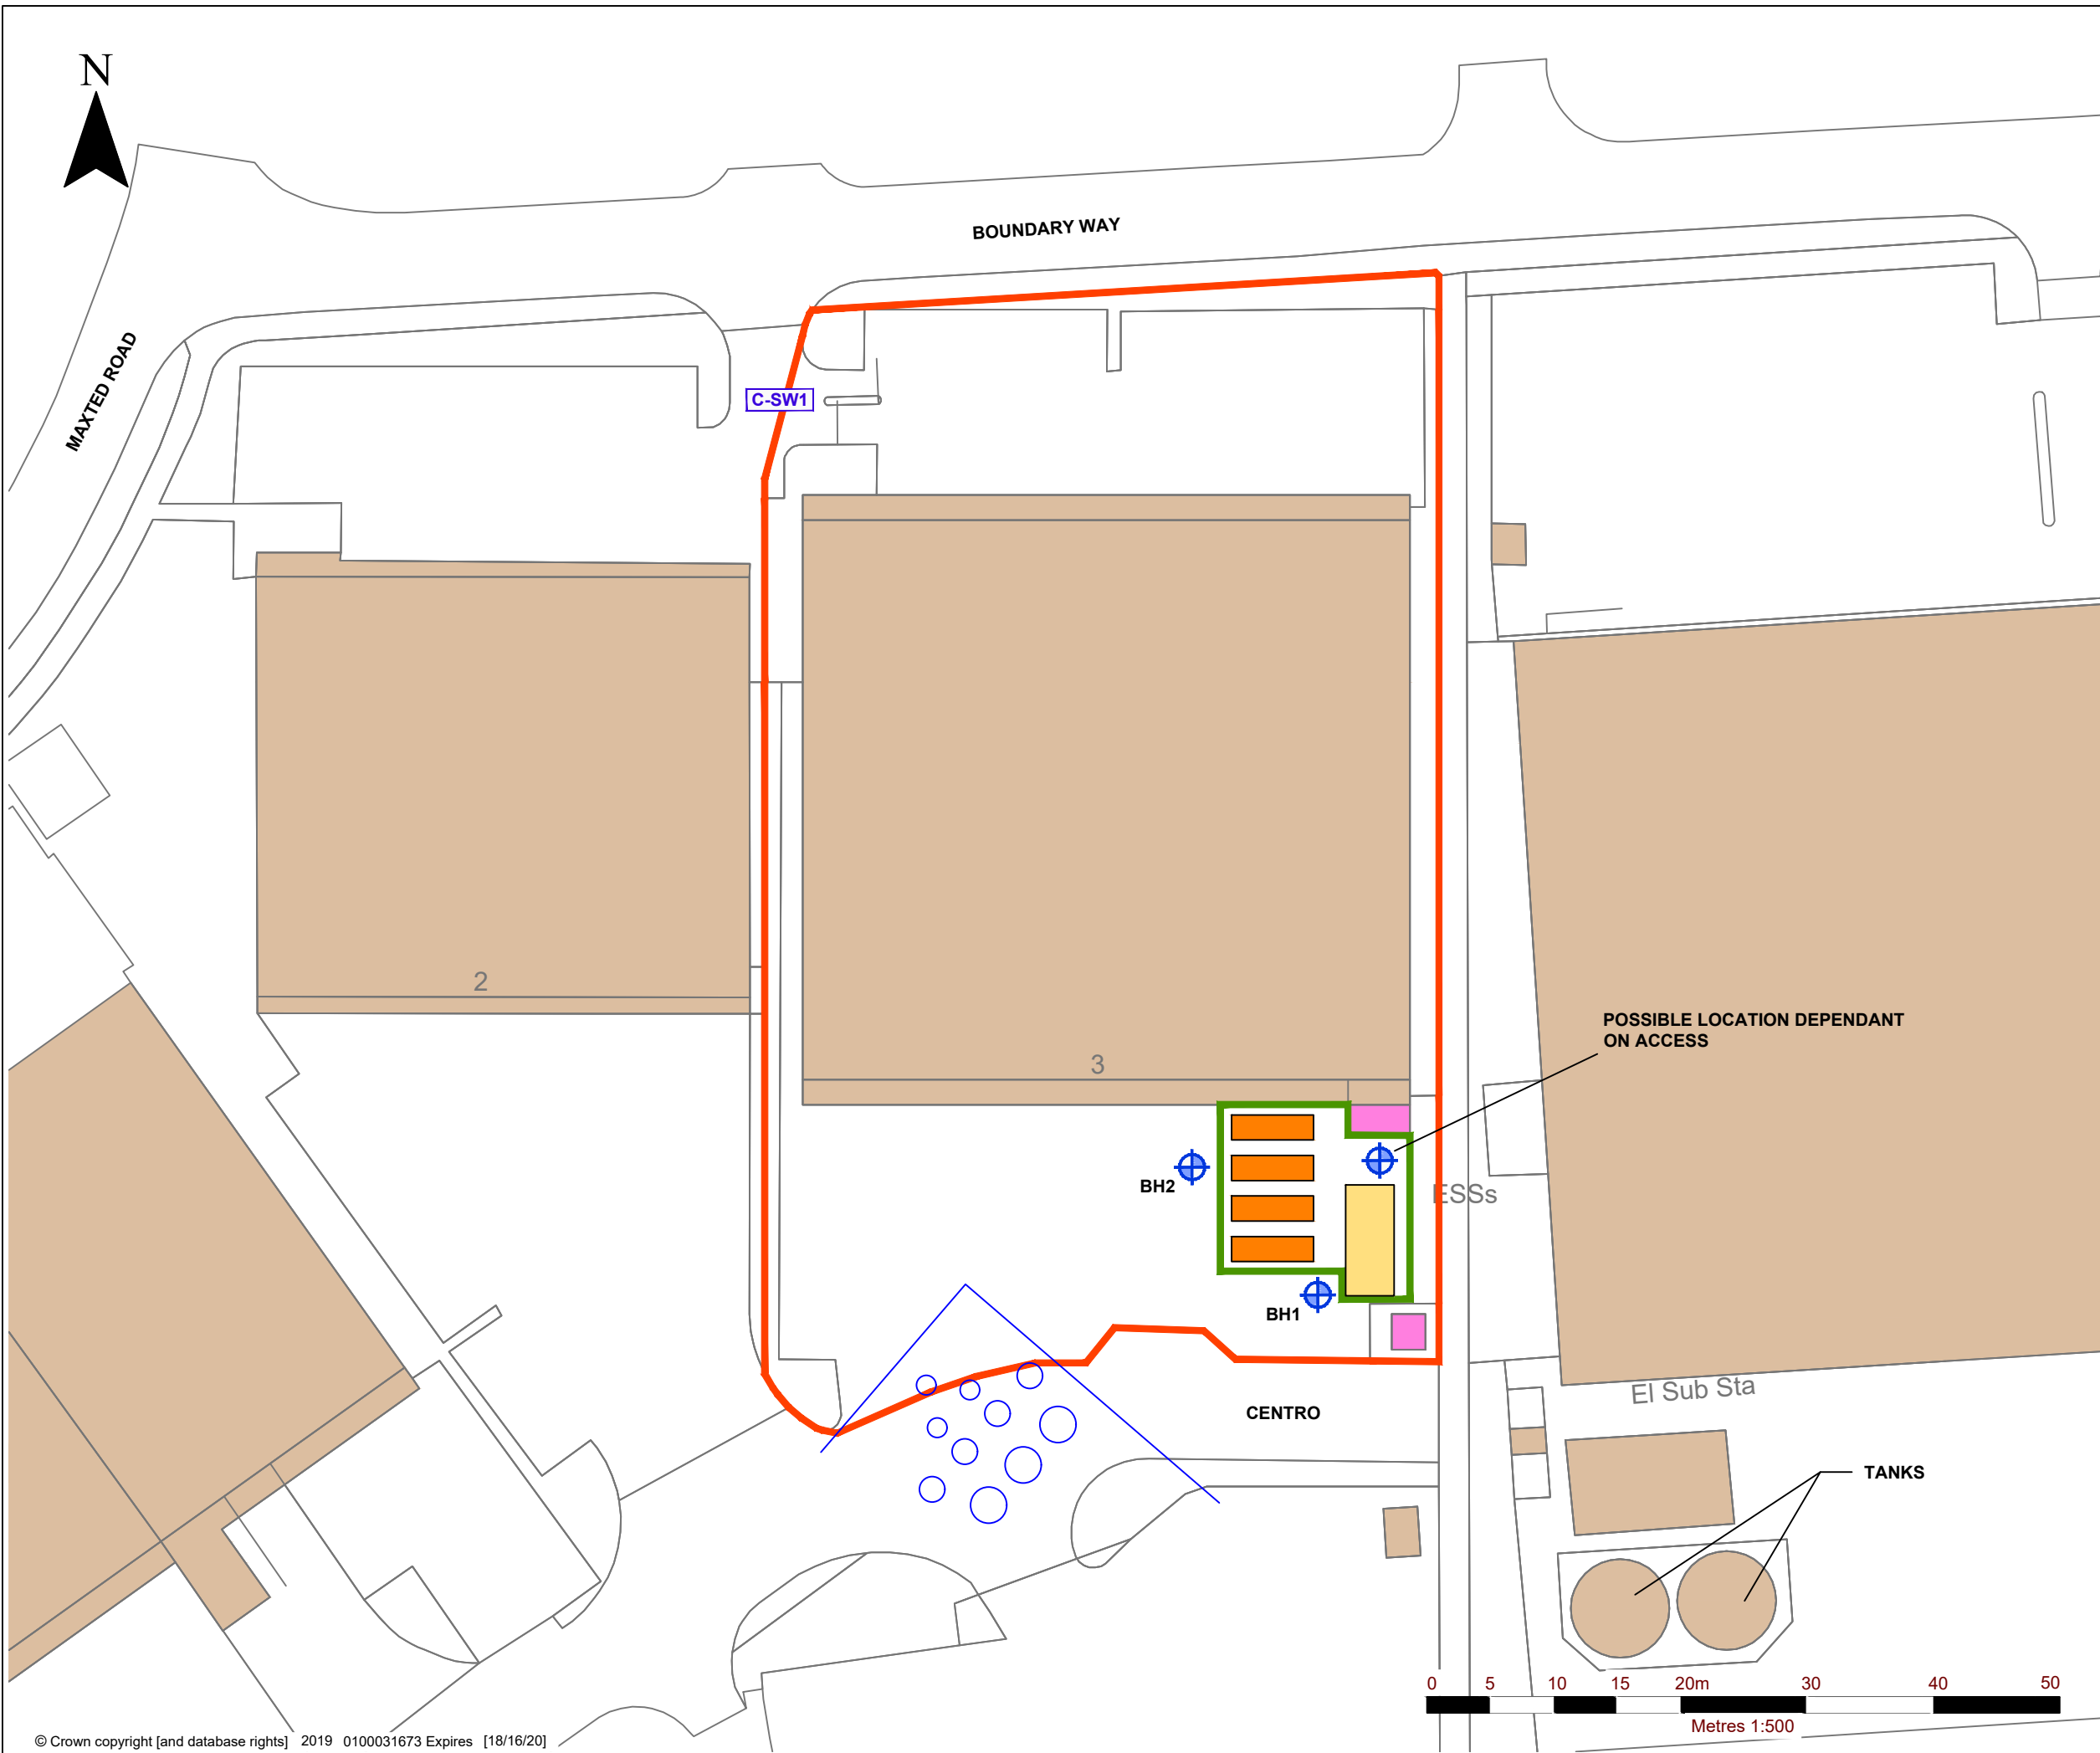 N
BOUNDARY WAY
MAXTED ROAD
C-SW1
2
3
POSSIBLE LOCATION DEPENDANT
ON ACCESS
BH2
ESSs
BH1
El Sub Sta
CENTRO
TANKS
0 5 10 15 20m 30 40 50
Metres 1:500
© Crown copyright [and database rights] 2019 0100031673 Expires [18/16/20]